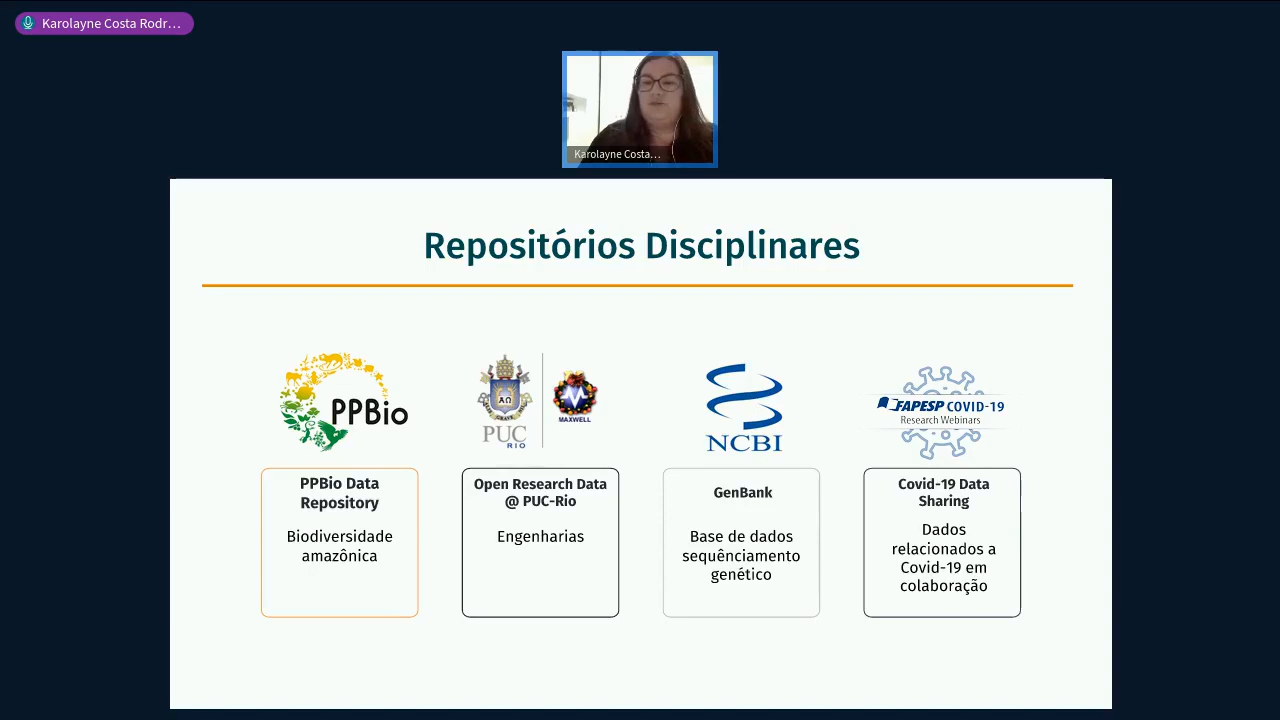 Karolayne Costa Rodr...
Karolayne Costa...
Repositórios Disciplinares
PPBio
PUC
RIO
MAXWELL
NCBI
FAPESP COVID-19
Research Webinars
PPBio Data
Repository
Biodiversidade
amazônica
Open Research Data
@ PUC-Rio
Engenharias
GenBank
Base de dados
sequênciamento
genético
Covid-19 Data
Sharing
Dados
relacionados a
Covid-19 em
colaboração